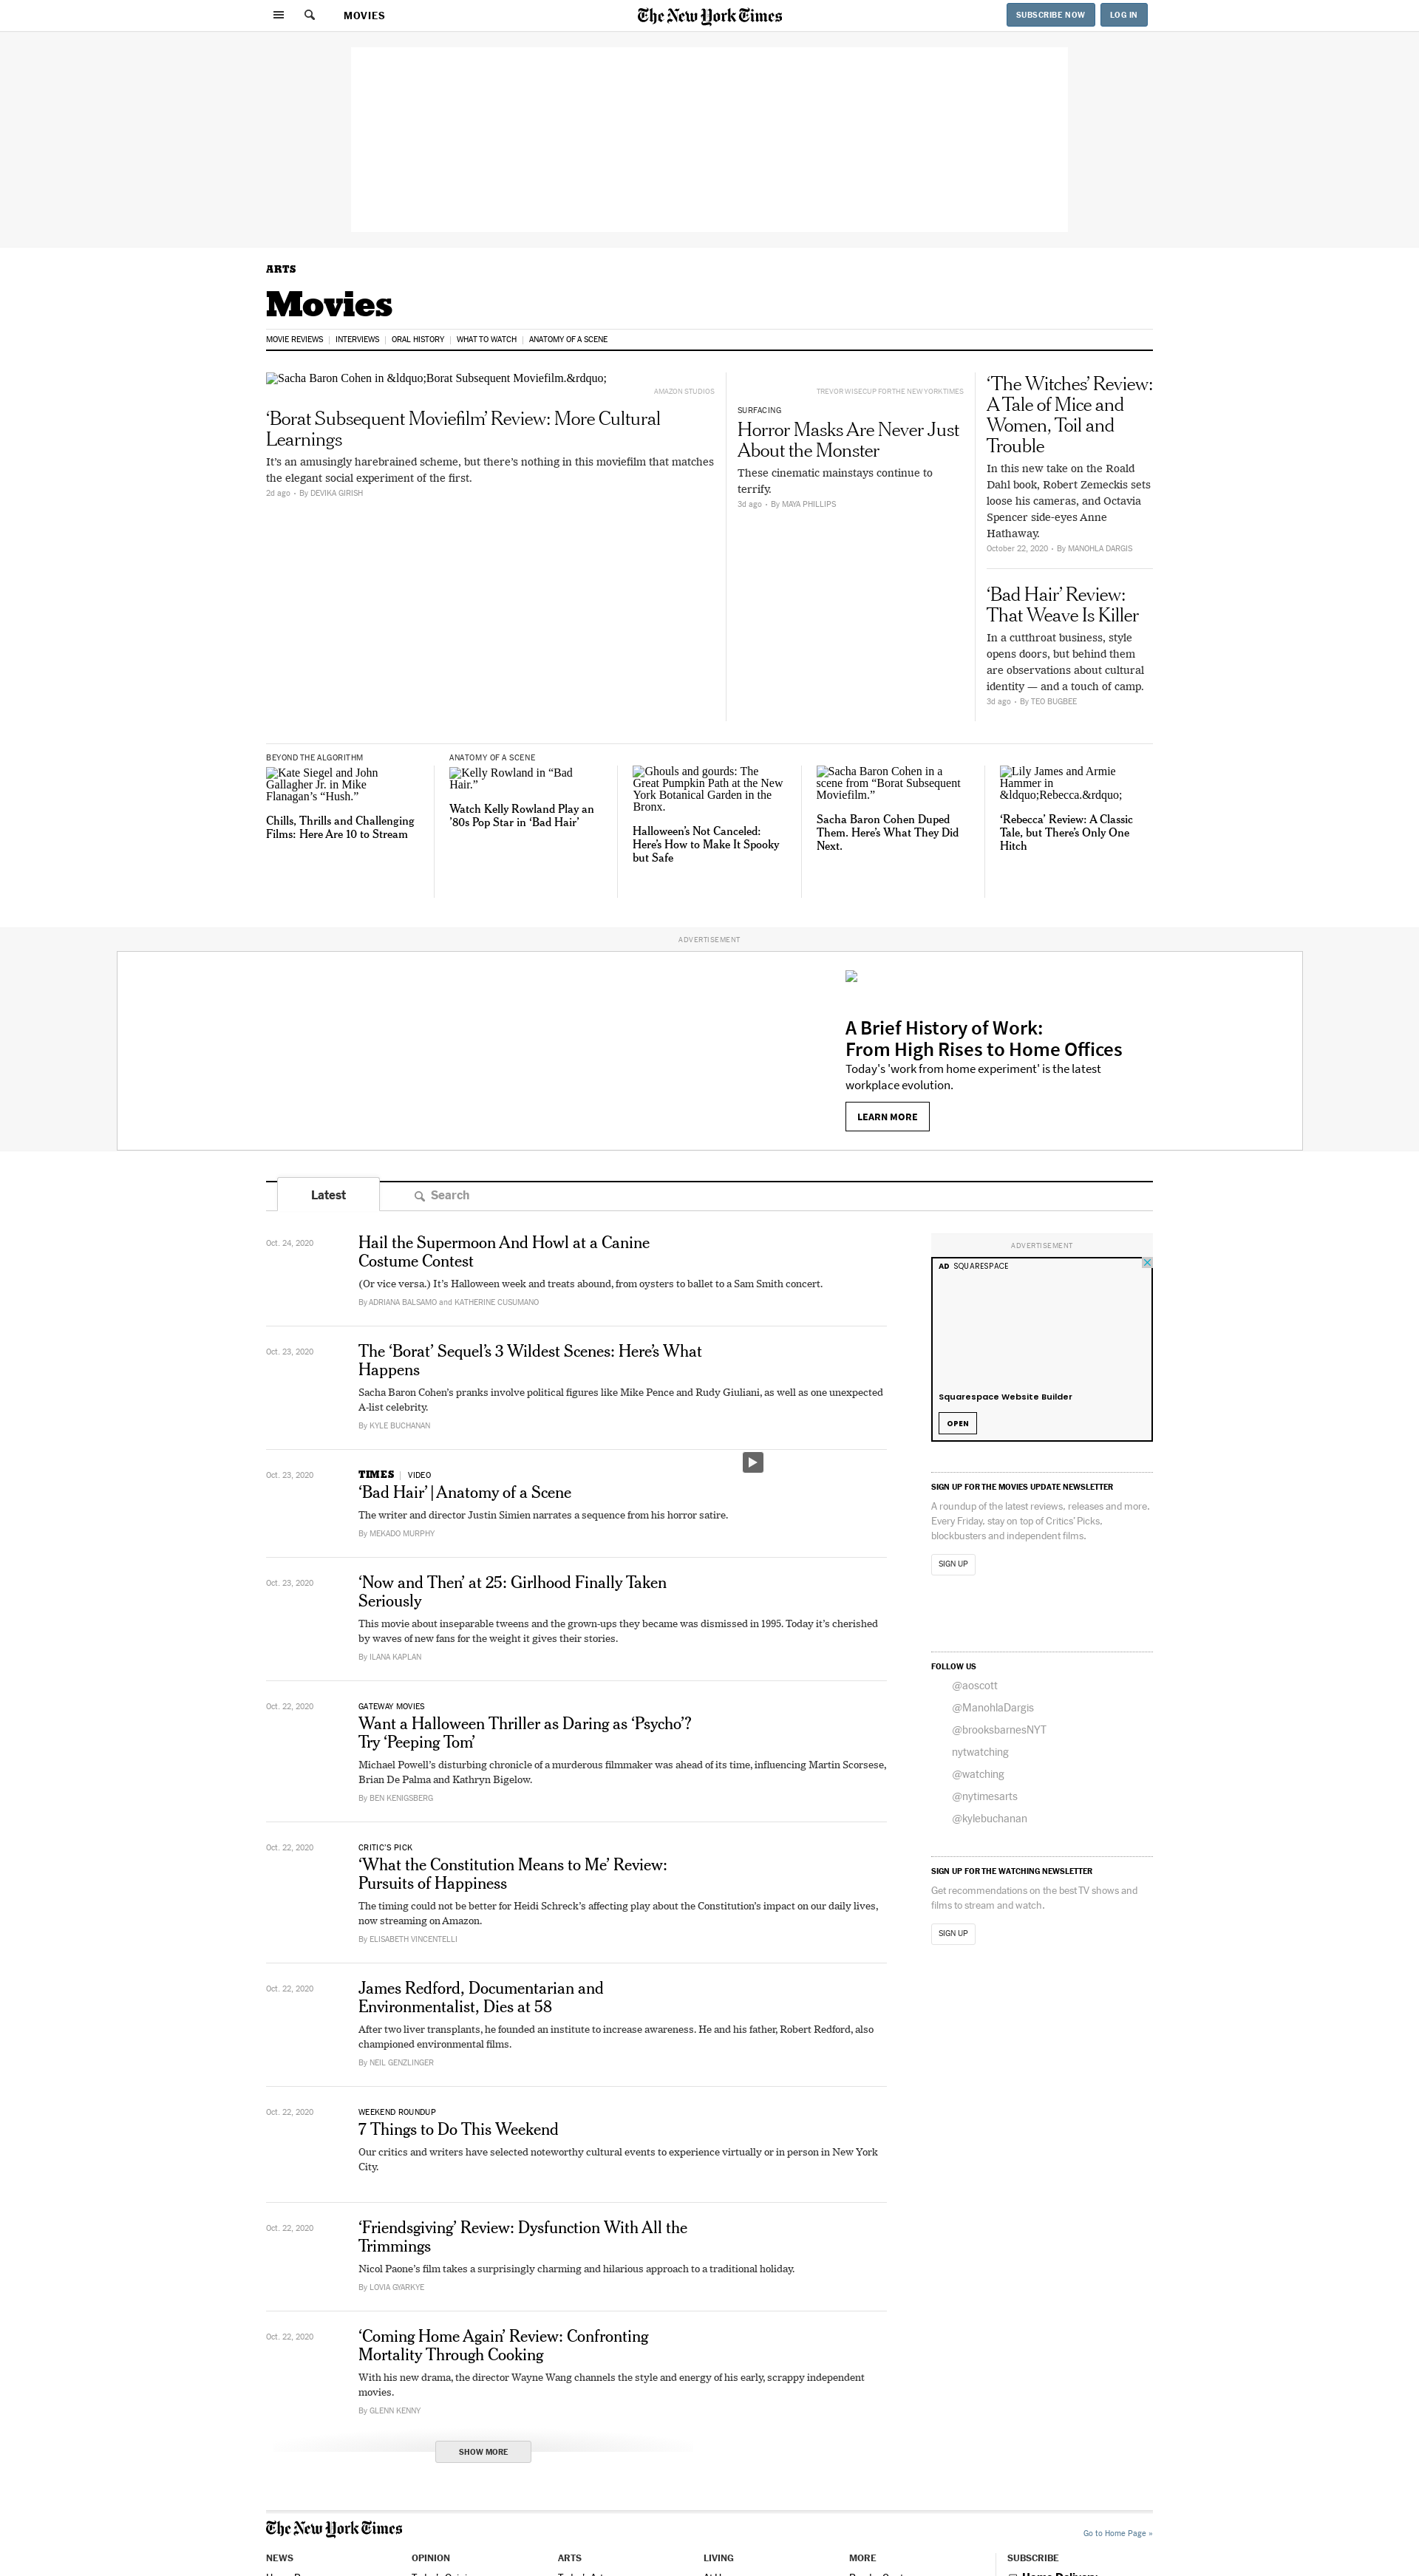 MOVIES
The New York Times
SUBSCRIBE NOW
LOG IN
ARTS
Movies
MOVIE REVIEWS
INTERVIEWS
ORAL HISTORY
WHAT TO WATCH
ANATOMY OF A SCENE
Sacha Baron Cohen in &ldquo;Borat Subsequent Moviefilm.&rdquo;
AMAZON STUDIOS
‘Borat Subsequent Moviefilm’ Review: More Cultural
Learnings
It’s an amusingly harebrained scheme, but there’s nothing in this moviefilm that matches
the elegant social experiment of the first.
2d ago • By DEVIKA GIRISH
TREVOR WISECUP FOR THE NEW YORK TIMES
SURFACING
Horror Masks Are Never Just
About the Monster
These cinematic mainstays continue to
terrify.
3d ago • By MAYA PHILLIPS
‘The Witches’ Review:
A Tale of Mice and
Women, Toil and
Trouble
In this new take on the Roald
Dahl book, Robert Zemeckis sets
loose his cameras, and Octavia
Spencer side-eyes Anne
Hathaway.
October 22, 2020 • By MANOHLA DARGIS
‘Bad Hair’ Review:
That Weave Is Killer
In a cutthroat business, style
opens doors, but behind them
are observations about cultural
identity — and a touch of camp.
3d ago • By TEO BUGBEE
BEYOND THE ALGORITHM
Kate Siegel and John
Gallagher Jr. in Mike
Flanagan’s “Hush.”
Chills, Thrills and Challenging
Films: Here Are 10 to Stream
ANATOMY OF A SCENE
Kelly Rowland in “Bad
Hair.”
Watch Kelly Rowland Play an
’80s Pop Star in ‘Bad Hair’
Ghouls and gourds: The
Great Pumpkin Path at the New
York Botanical Garden in the
Bronx.
Halloween’s Not Canceled:
Here’s How to Make It Spooky
but Safe
Sacha Baron Cohen in a
scene from “Borat Subsequent
Moviefilm.”
Sacha Baron Cohen Duped
Them. Here’s What They Did
Next.
Lily James and Armie
Hammer in
&ldquo;Rebecca.&rdquo;
‘Rebecca’ Review: A Classic
Tale, but There’s Only One
Hitch
ADVERTISEMENT
A Brief History of Work:
From High Rises to Home Offices
Today's 'work from home experiment' is the latest
workplace evolution.
LEARN MORE
Latest
Search
Oct. 24, 2020
Hail the Supermoon And Howl at a Canine
Costume Contest
(Or vice versa.) It’s Halloween week and treats abound, from oysters to ballet to a Sam Smith concert.
By ADRIANA BALSAMO and KATHERINE CUSUMANO
Oct. 23, 2020
The ‘Borat’ Sequel’s 3 Wildest Scenes: Here’s What
Happens
Sacha Baron Cohen’s pranks involve political figures like Mike Pence and Rudy Giuliani, as well as one unexpected
A-list celebrity.
By KYLE BUCHANAN
Oct. 23, 2020
TIMES | VIDEO
‘Bad Hair’ | Anatomy of a Scene
The writer and director Justin Simien narrates a sequence from his horror satire.
By MEKADO MURPHY
Oct. 23, 2020
‘Now and Then’ at 25: Girlhood Finally Taken
Seriously
This movie about inseparable tweens and the grown-ups they became was dismissed in 1995. Today it’s cherished
by waves of new fans for the weight it gives their stories.
By ILANA KAPLAN
Oct. 22, 2020
GATEWAY MOVIES
Want a Halloween Thriller as Daring as ‘Psycho’?
Try ‘Peeping Tom’
Michael Powell’s disturbing chronicle of a murderous filmmaker was ahead of its time, influencing Martin Scorsese,
Brian De Palma and Kathryn Bigelow.
By BEN KENIGSBERG
Oct. 22, 2020
CRITIC’S PICK
‘What the Constitution Means to Me’ Review:
Pursuits of Happiness
The timing could not be better for Heidi Schreck’s affecting play about the Constitution’s impact on our daily lives,
now streaming on Amazon.
By ELISABETH VINCENTELLI
Oct. 22, 2020
James Redford, Documentarian and
Environmentalist, Dies at 58
After two liver transplants, he founded an institute to increase awareness. He and his father, Robert Redford, also
championed environmental films.
By NEIL GENZLINGER
Oct. 22, 2020
WEEKEND ROUNDUP
7 Things to Do This Weekend
Our critics and writers have selected noteworthy cultural events to experience virtually or in person in New York
City.
Oct. 22, 2020
‘Friendsgiving’ Review: Dysfunction With All the
Trimmings
Nicol Paone’s film takes a surprisingly charming and hilarious approach to a traditional holiday.
By LOVIA GYARKYE
Oct. 22, 2020
‘Coming Home Again’ Review: Confronting
Mortality Through Cooking
With his new drama, the director Wayne Wang channels the style and energy of his early, scrappy independent
movies.
By GLENN KENNY
SHOW MORE
ADVERTISEMENT
AD SQUARESPACE
Squarespace Website Builder
OPEN
SIGN UP FOR THE MOVIES UPDATE NEWSLETTER
A roundup of the latest reviews, releases and more.
Every Friday, stay on top of Critics’ Picks,
blockbusters and independent films.
SIGN UP
FOLLOW US
@aoscott
@ManohlaDargis
@brooksbarnesNYT
nytwatching
@watching
@nytimesarts
@kylebuchanan
SIGN UP FOR THE WATCHING NEWSLETTER
Get recommendations on the best TV shows and
films to stream and watch.
SIGN UP
The New York Times
Go to Home Page »
NEWS
OPINION
ARTS
LIVING
MORE
SUBSCRIBE